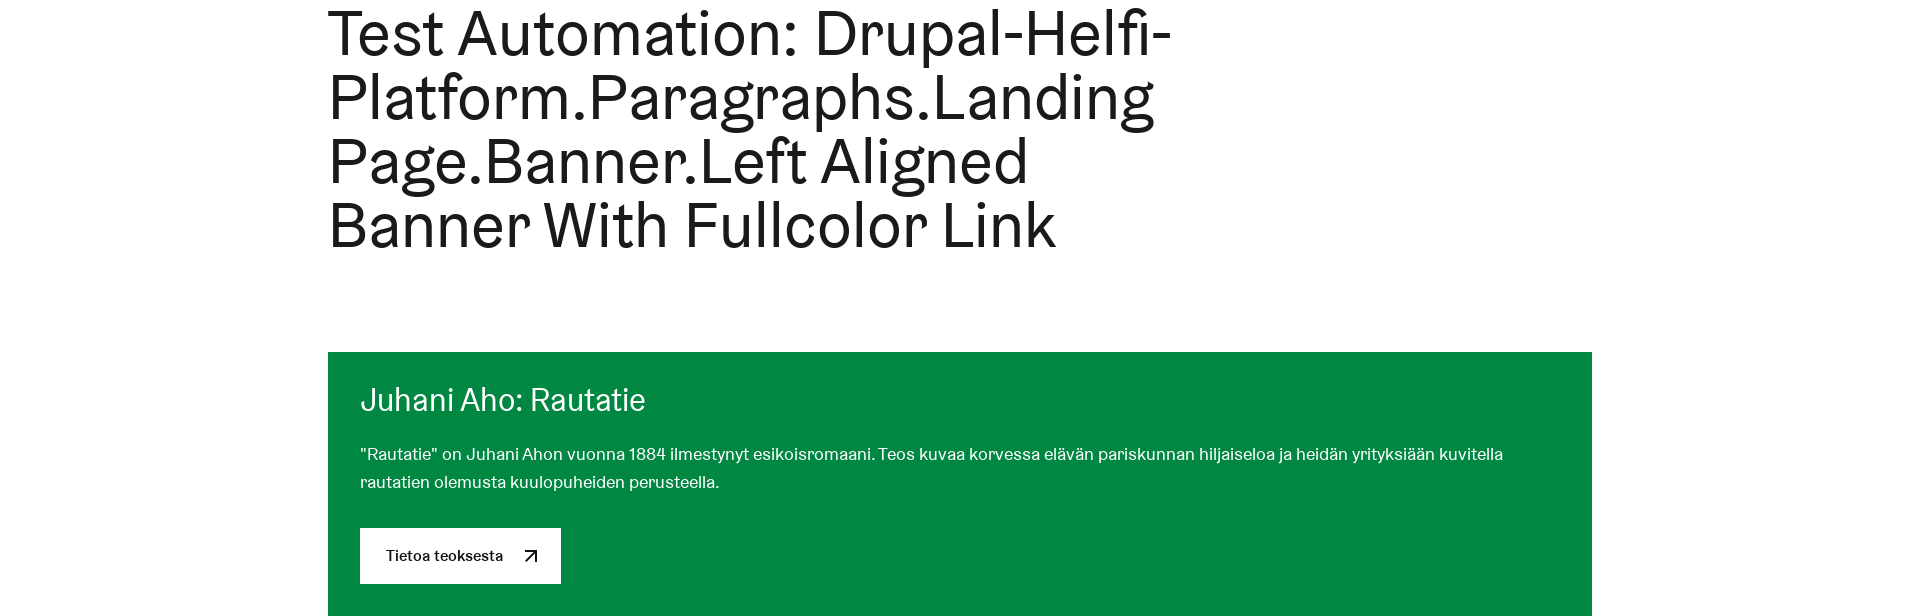 Test Automation: Drupal-Helfi-
Platform.Paragraphs.Landing
Page.Banner.Left Aligned
Banner With Fullcolor Link
Juhani Aho: Rautatie
"Rautatie" on Juhani Ahon vuonna 1884 ilmestynyt esikoisromaani. Teos kuvaa korvessa elävän pariskunnan hiljaiseloa ja heidän yrityksiään kuvitella
rautatien olemusta kuulopuheiden perusteella.
Tietoa teoksesta